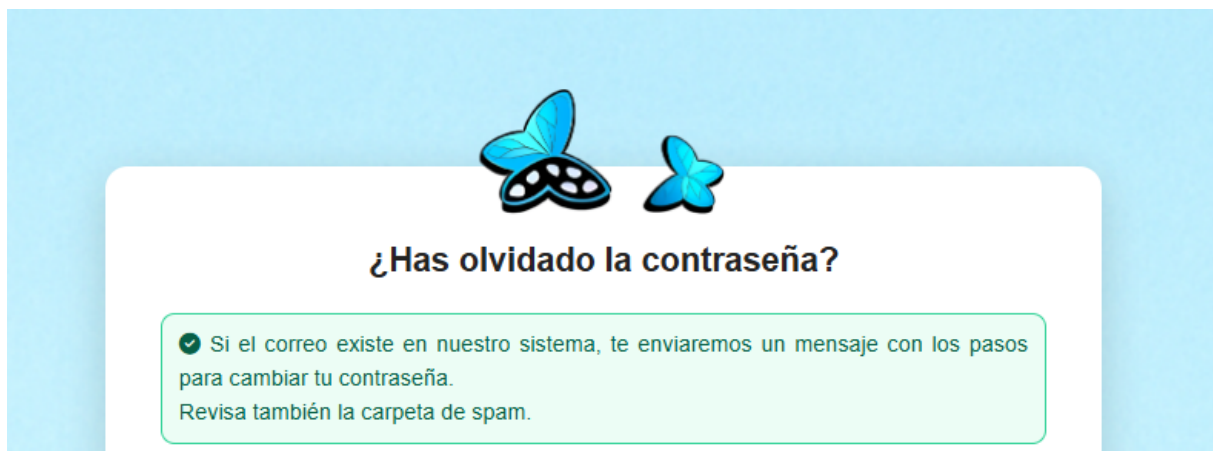 ¿Has olvidado la contraseña?
Si el correo existe en nuestro sistema, te enviaremos un mensaje con los pasos
para cambiar tu contraseña.
Revisa también la carpeta de spam.